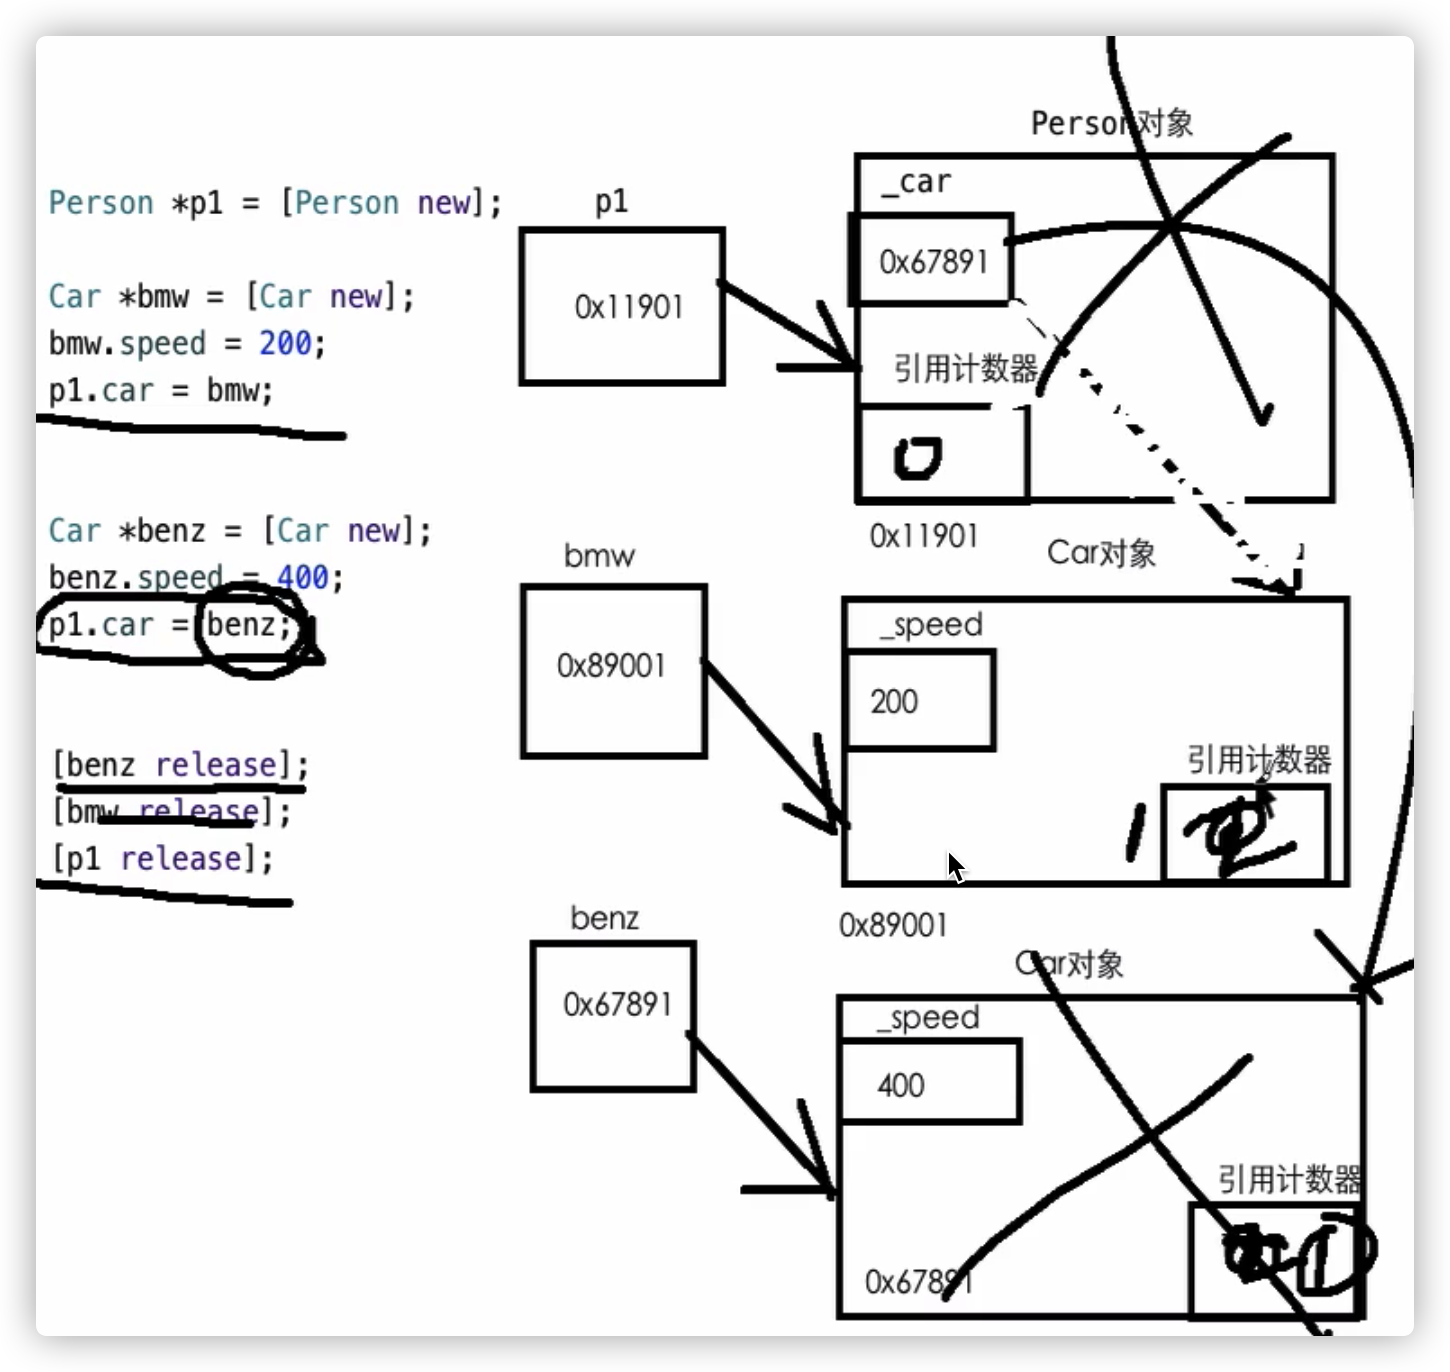 Person *p1 = [Person new];
Car *bmw = [Car new];
bmw.speed = 200;
p1.car = bmw;
Car *benz = [Car new];
benz.speed = 400;
p1.car = benz;
[benz release];
[bmw release];
[p1 release];
p1
0x11901
Person对象
_car
0x67891
引用计数器
0
0x11901
bmw
0x89001
Car对象
_speed
200
引用计数器
1
2
0x89001
benz
0x67891
Car对象
_speed
400
引用计数器
0x67891